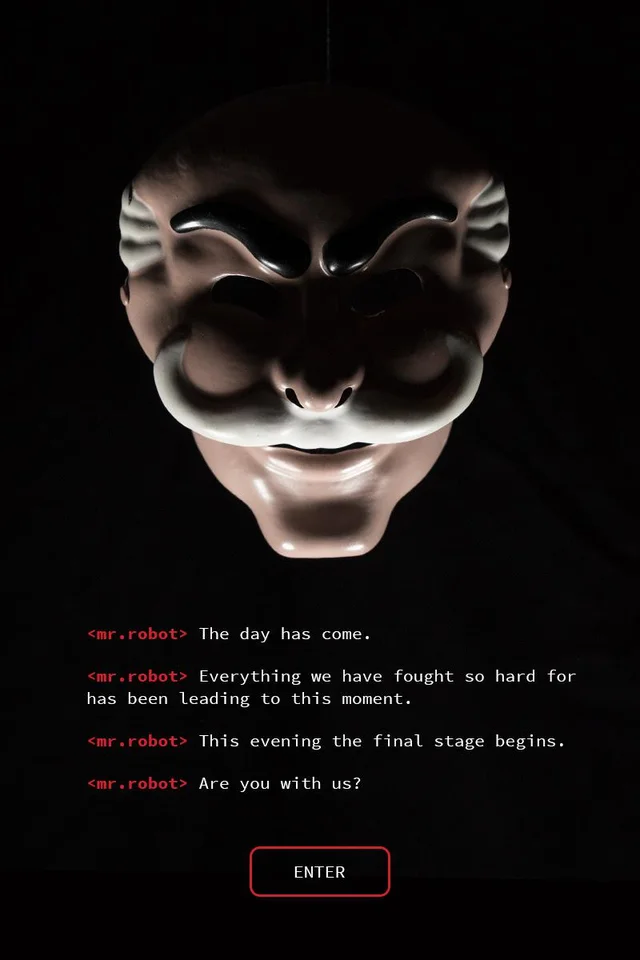 <mr.robot> The day has come.
<mr.robot> Everything we have fought so hard for
has been leading to this moment.
<mr.robot> This evening the final stage begins.
<mr.robot> Are you with us?
ENTER